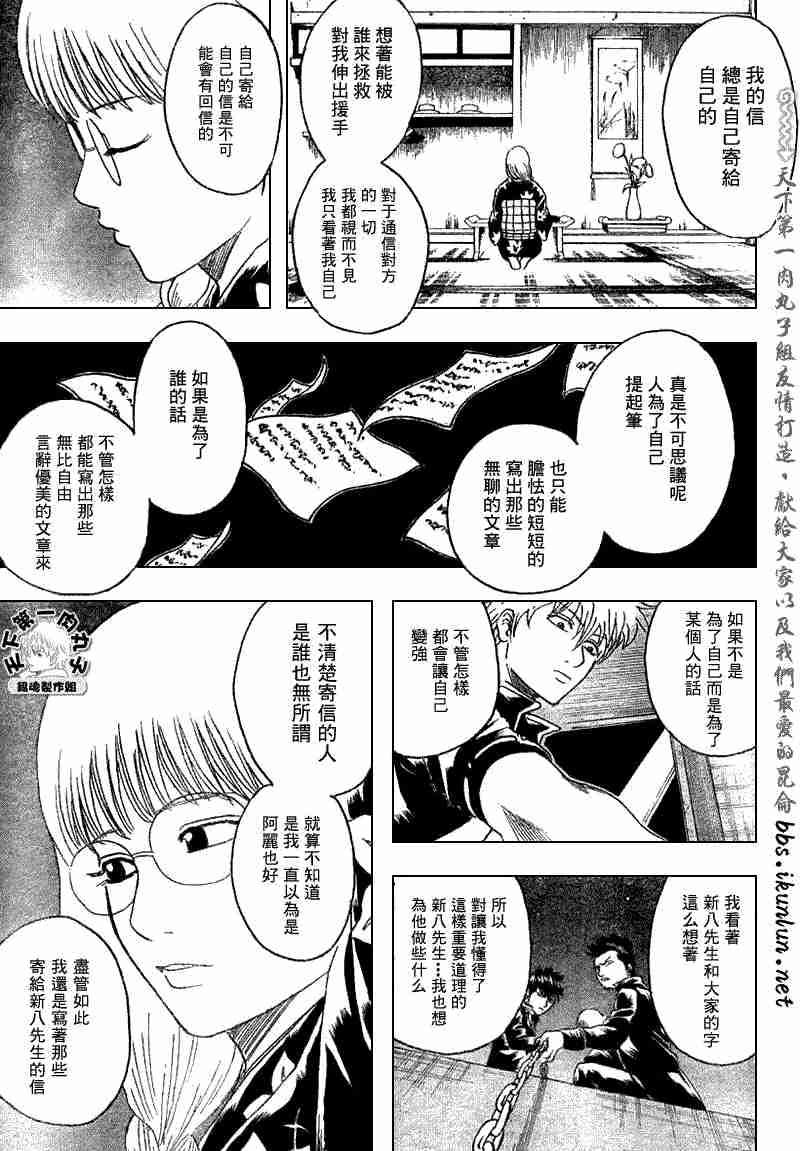 我的信
總是自己寄給
自己的
想著能被
誰來拯救
對我伸出援手
對于通信對方
的一切
我都視而不見
我只看著我自己
自己寄給
自己的信是不可
能會有回信的
真是不可思議呢
人為了自己
提起筆
也只能
膽怯的短短的
寫出那些
無聊的文章
如果是為了
誰的話
不管怎樣
都能寫出那些
無比自由
言辭優美的文章來
如果不是
為了自己而是為了
某個人的話
不管怎樣
都會讓自己
變強
不清楚寄信的人
是誰也無所謂
就算不知道
是我一直以為是
阿麗也好
盡管如此
我還是寫著那些
寄給新八先生的信
我看著
新八先生和大家的字
這么想著
所以
對讓我懂得了
這樣重要道理的
新八先生…我也想
為他做些什么
天下第一肉丸子
銀魂製作組
天下第一肉丸子組友情打造,獻給大家以及我們最愛的昆侖 bbs.ikunlun.net